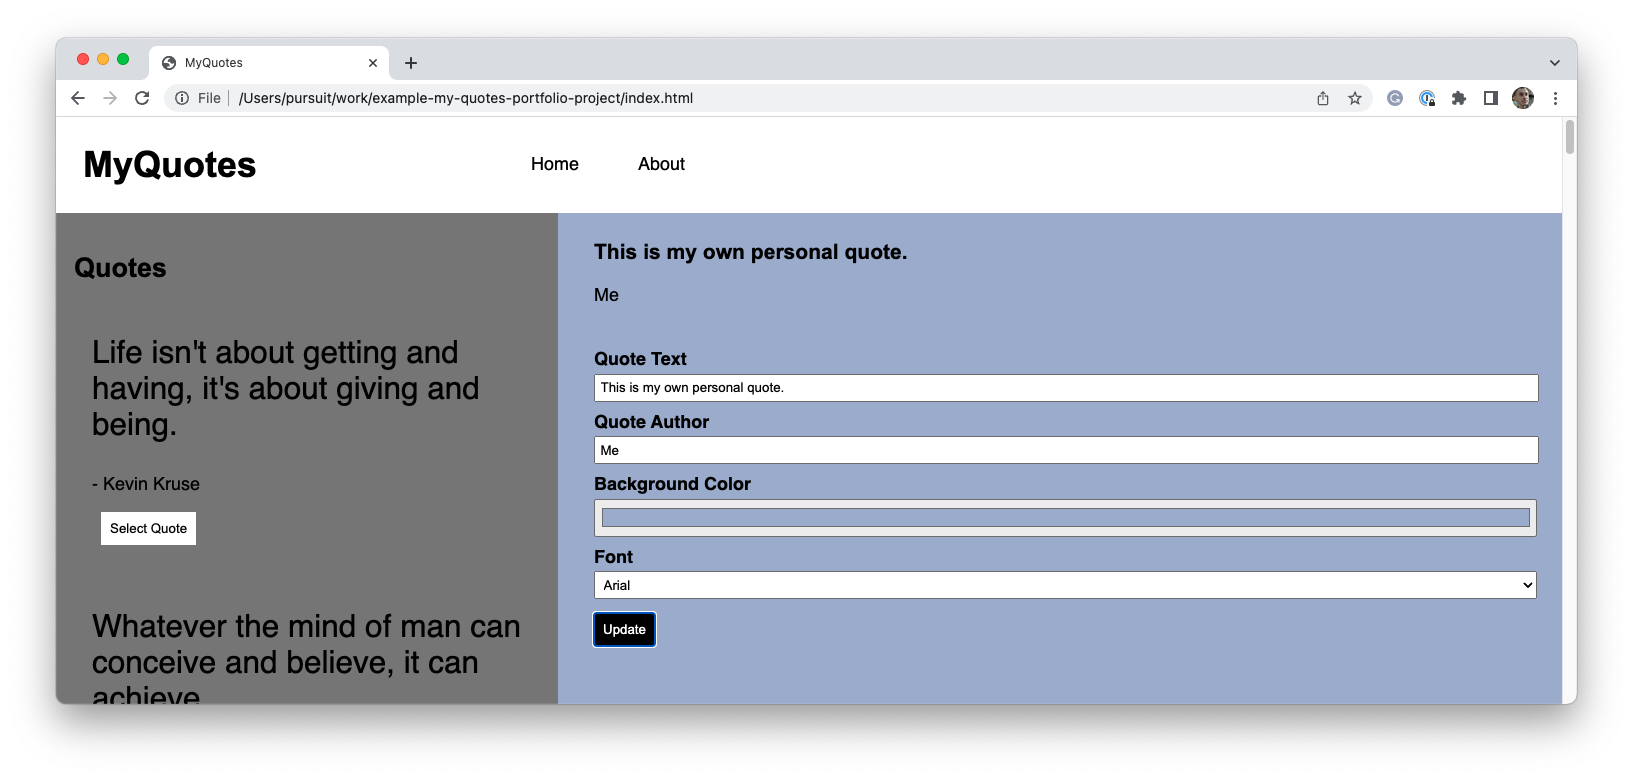 MyQuotes
File /Users/pursuit/work/example-my-quotes-portfolio-project/index.html
MyQuotes
Home
About
Quotes
Life isn't about getting and
having, it's about giving and
being.
- Kevin Kruse
Select Quote
Whatever the mind of man can
conceive and believe, it can
achieve
This is my own personal quote.
Me
Quote Text
This is my own personal quote.
Quote Author
Me
Background Color
Font
Arial
Update